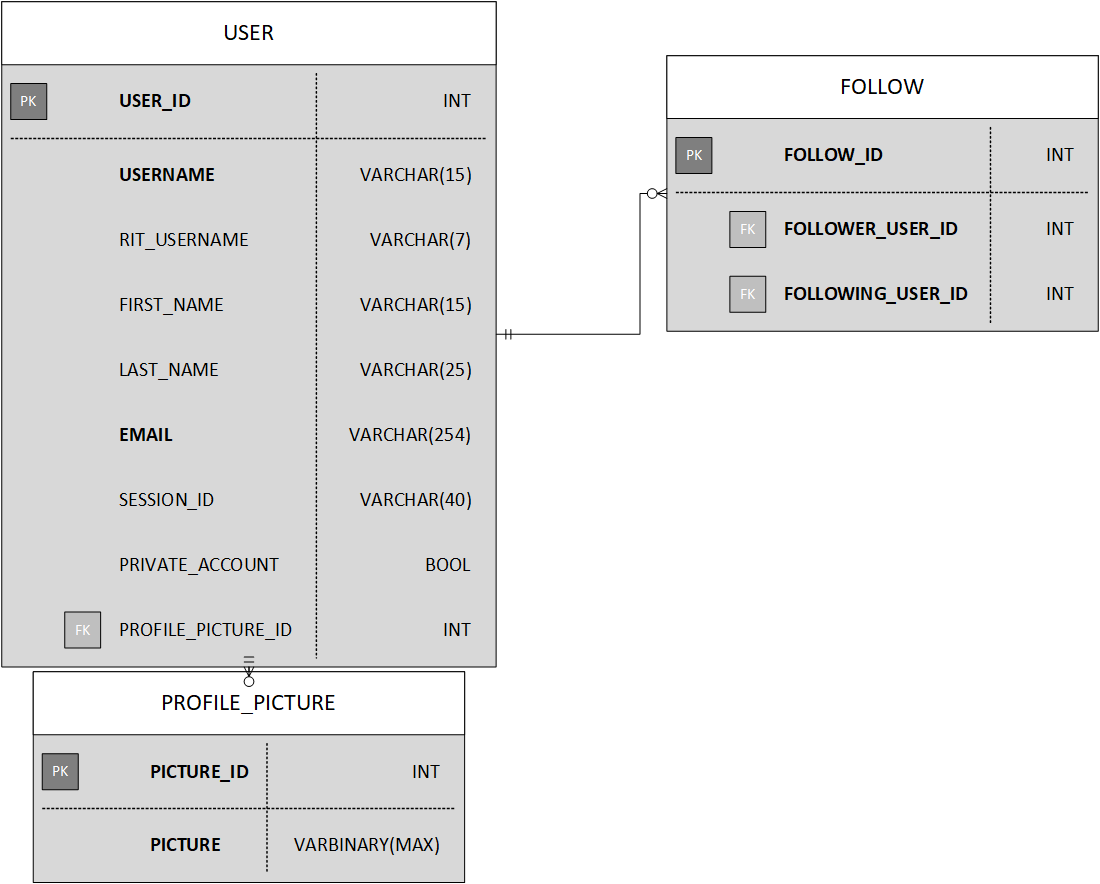 USER
PK USER_ID INT
USERNAME VARCHAR(15)
RIT_USERNAME VARCHAR(7)
FIRST_NAME VARCHAR(15)
LAST_NAME VARCHAR(25)
EMAIL VARCHAR(254)
SESSION_ID VARCHAR(40)
PRIVATE_ACCOUNT BOOL
FK PROFILE_PICTURE_ID INT
FOLLOW
PK FOLLOW_ID INT
FK FOLLOWER_USER_ID INT
FK FOLLOWING_USER_ID INT
PROFILE_PICTURE
PK PICTURE_ID INT
PICTURE VARBINARY(MAX)